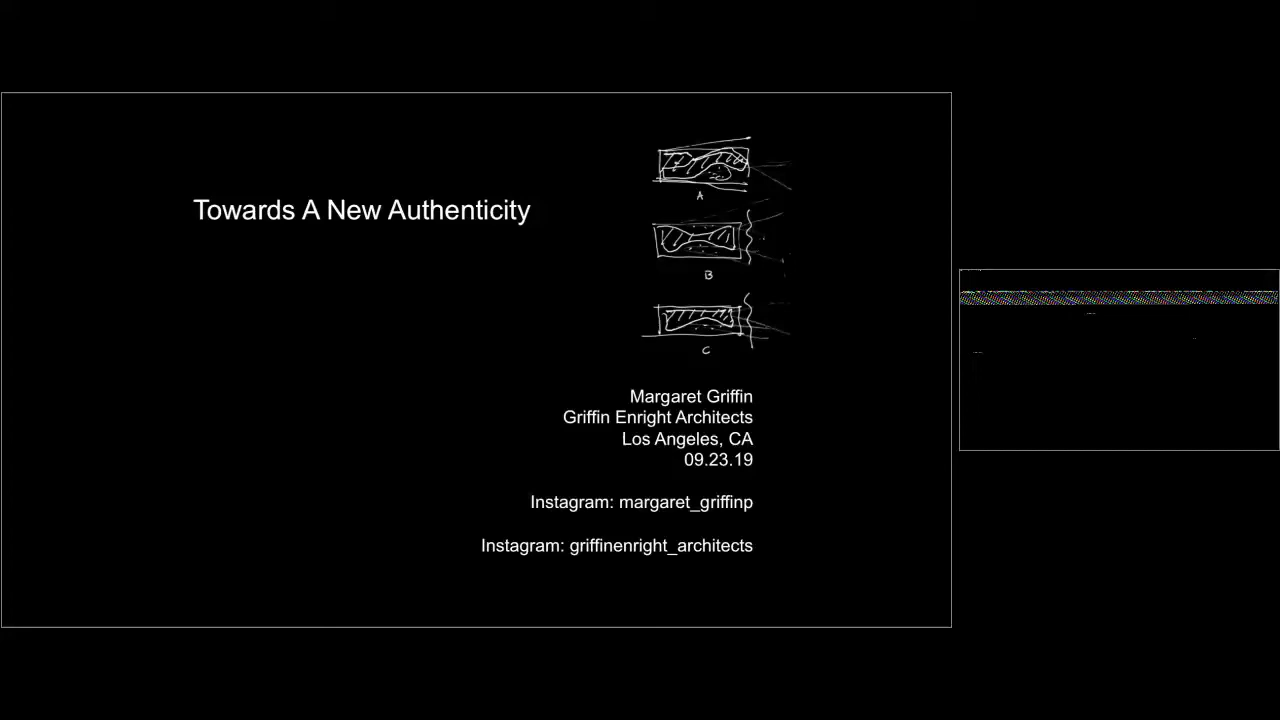 Towards A New Authenticity
A
B
C
Margaret Griffin
Griffin Enright Architects
Los Angeles, CA
09.23.19
Instagram: margaret_griffinp
Instagram: griffinenright_architects